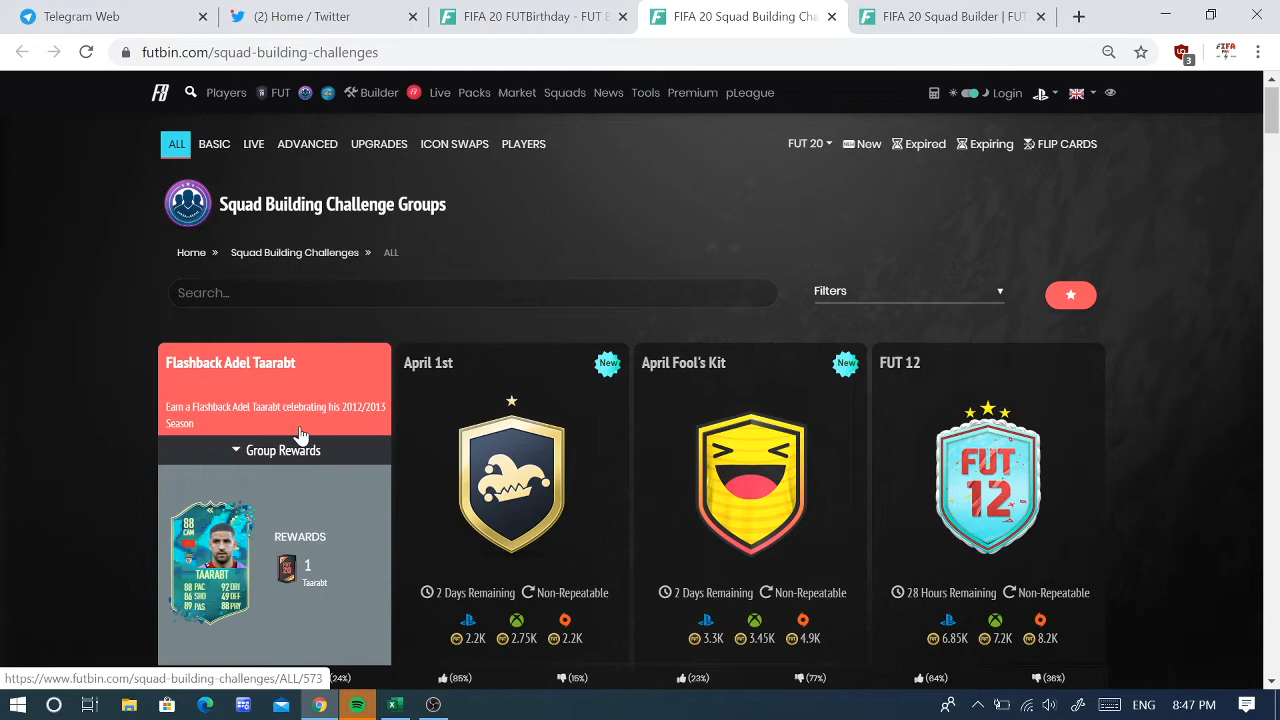 Telegram Web
Twitter
FIFA 20 FUTBirthday - FUT E
FIFA 20 Squad Building Cha
FIFA 20 Squad Builder | FUT
futbin.com/squad-building-challenges
3
Players FUT Builder Live Packs Market Squads News Tools Premium pLeague Login
ALL BASIC LIVE ADVANCED UPGRADES ICON SWAPS PLAYERS FUT 20 New Expired Expiring FLIP CARDS
Squad Building Challenge Groups
Home » Squad Building Challenges » ALL
Search...
Filters
Flashback Adel Taarabt
Earn a Flashback Adel Taarabt celebrating his 2012/2013
Season
Group Rewards
88
CAM
TAARABT
88 PAC 92 DRI
86 SHO 49 DEF
89 PAS 88 PHY
REWARDS
1
Taarabt
April 1st
New
2 Days Remaining Non-Repeatable
2.2K 2.75K 2.2K
April Fool's Kit
New
2 Days Remaining Non-Repeatable
3.3K 3.45K 4.9K
FUT 12
FUT
12
28 Hours Remaining Non-Repeatable
6.85K 7.2K 8.2K
https://www.futbin.com/squad-building-challenges/ALL/573
(24%) (85%) (15%) (23%) (77%) (64%) (36%)
ENG 8:47 PM